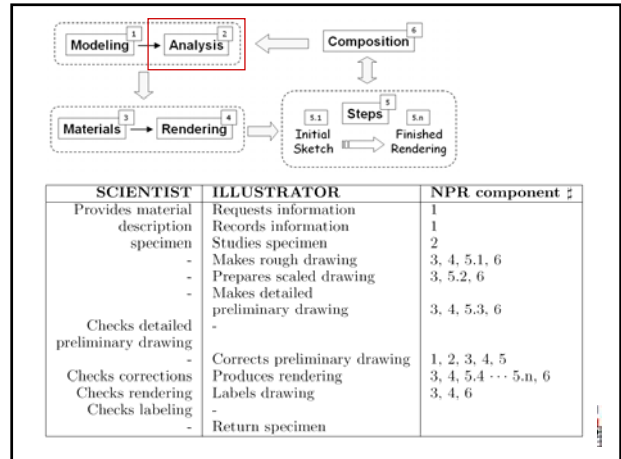 1 2 6
Modeling Analysis Composition
3 4 5.1 Steps 5 5.n
Materials Rendering Initial Finished
Sketch Rendering
SCIENTIST ILLUSTRATOR NPR component #
Provides material Requests information 1
description Records information 1
specimen Studies specimen 2
- Makes rough drawing 3, 4, 5.1, 6
- Prepares scaled drawing 3, 5.2, 6
- Makes detailed
preliminary drawing 3, 4, 5.3, 6
Checks detailed -
preliminary drawing
- Corrects preliminary drawing 1, 2, 3, 4, 5
Checks corrections Produces rendering 3, 4, 5.4 ··· 5.n, 6
Checks rendering Labels drawing 3, 4, 6
Checks labeling -
- Return specimen